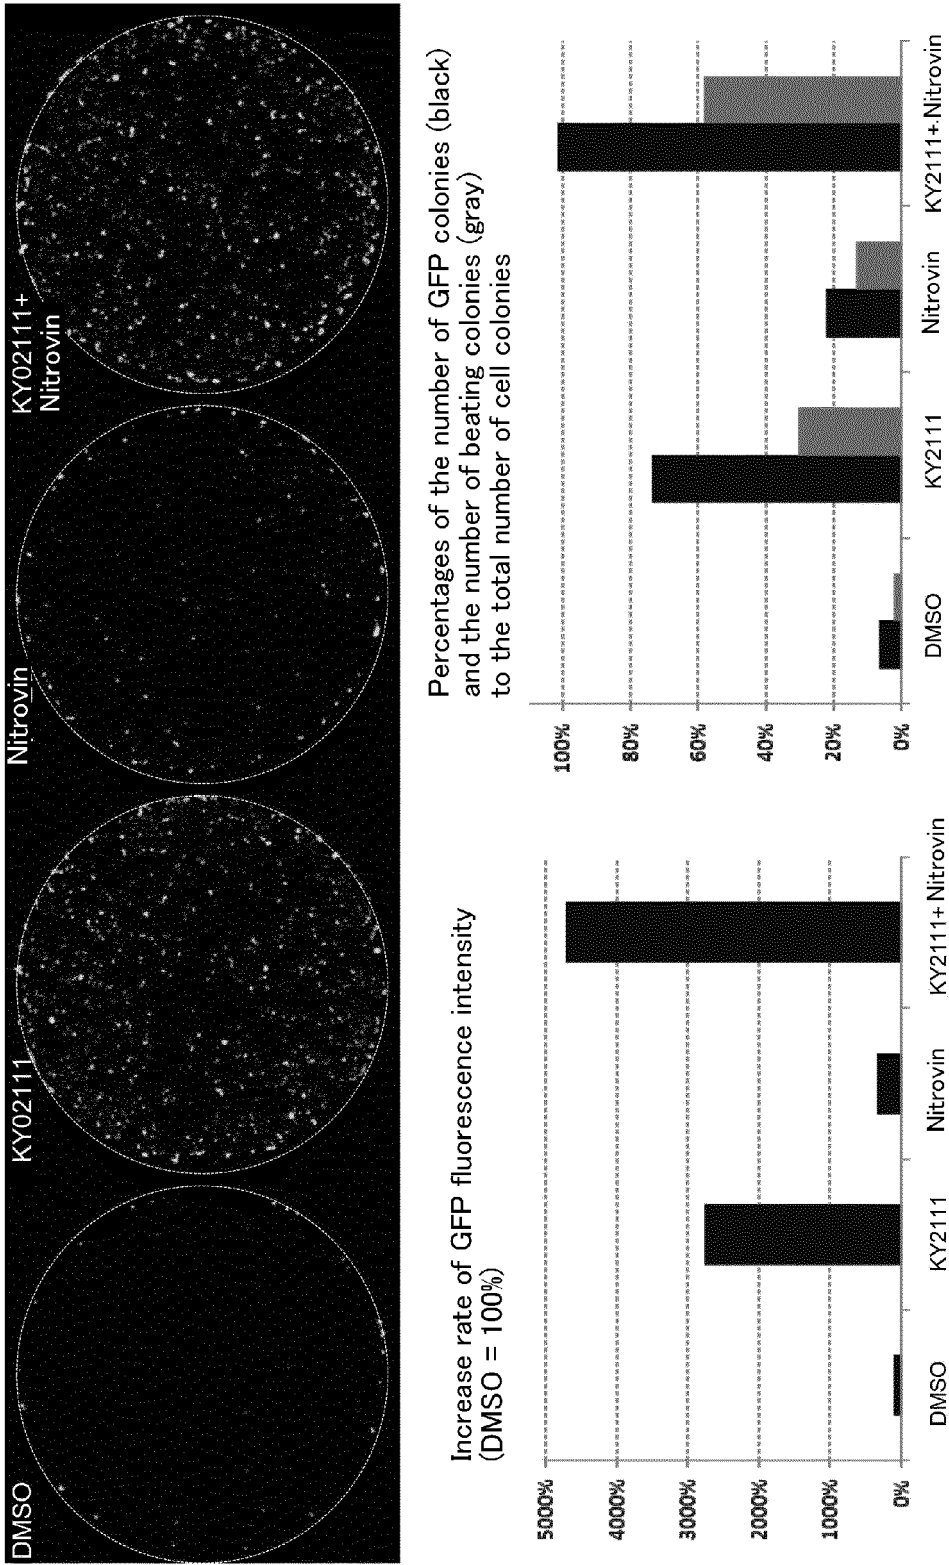 DMSO
KY02111
Nitrovin
KY02111+
Nitrovin
Increase rate of GFP fluorescence intensity
(DMSO = 100%)
5000%
4000%
3000%
2000%
1000%
0%
DMSO
KY2111
Nitrovin
KY2111+ Nitrovin
Percentages of the number of GFP colonies (black)
and the number of beating colonies (gray)
to the total number of cell colonies
100%
80%
60%
40%
20%
0%
DMSO
KY2111
Nitrovin
KY2111+ Nitrovin